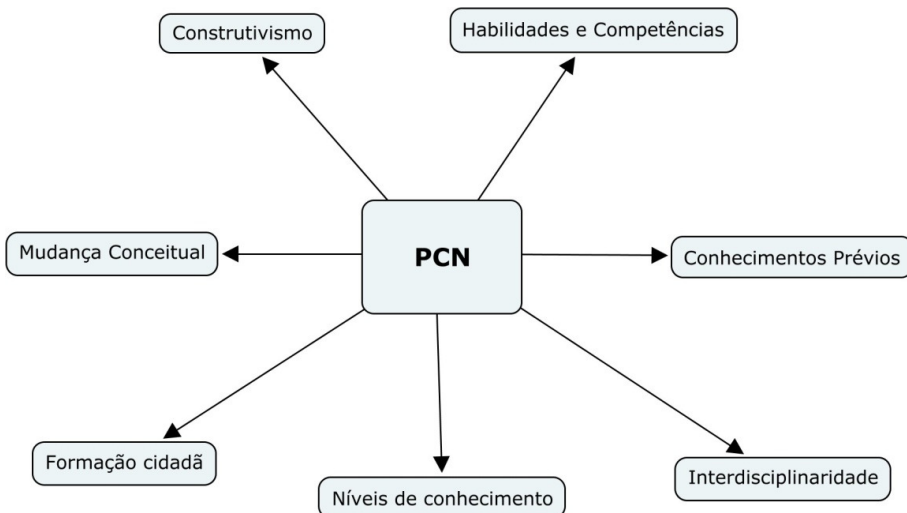 Construtivismo
Habilidades e Competências
Mudança Conceitual
PCN
Conhecimentos Prévios
Formação cidadã
Níveis de conhecimento
Interdisciplinaridade